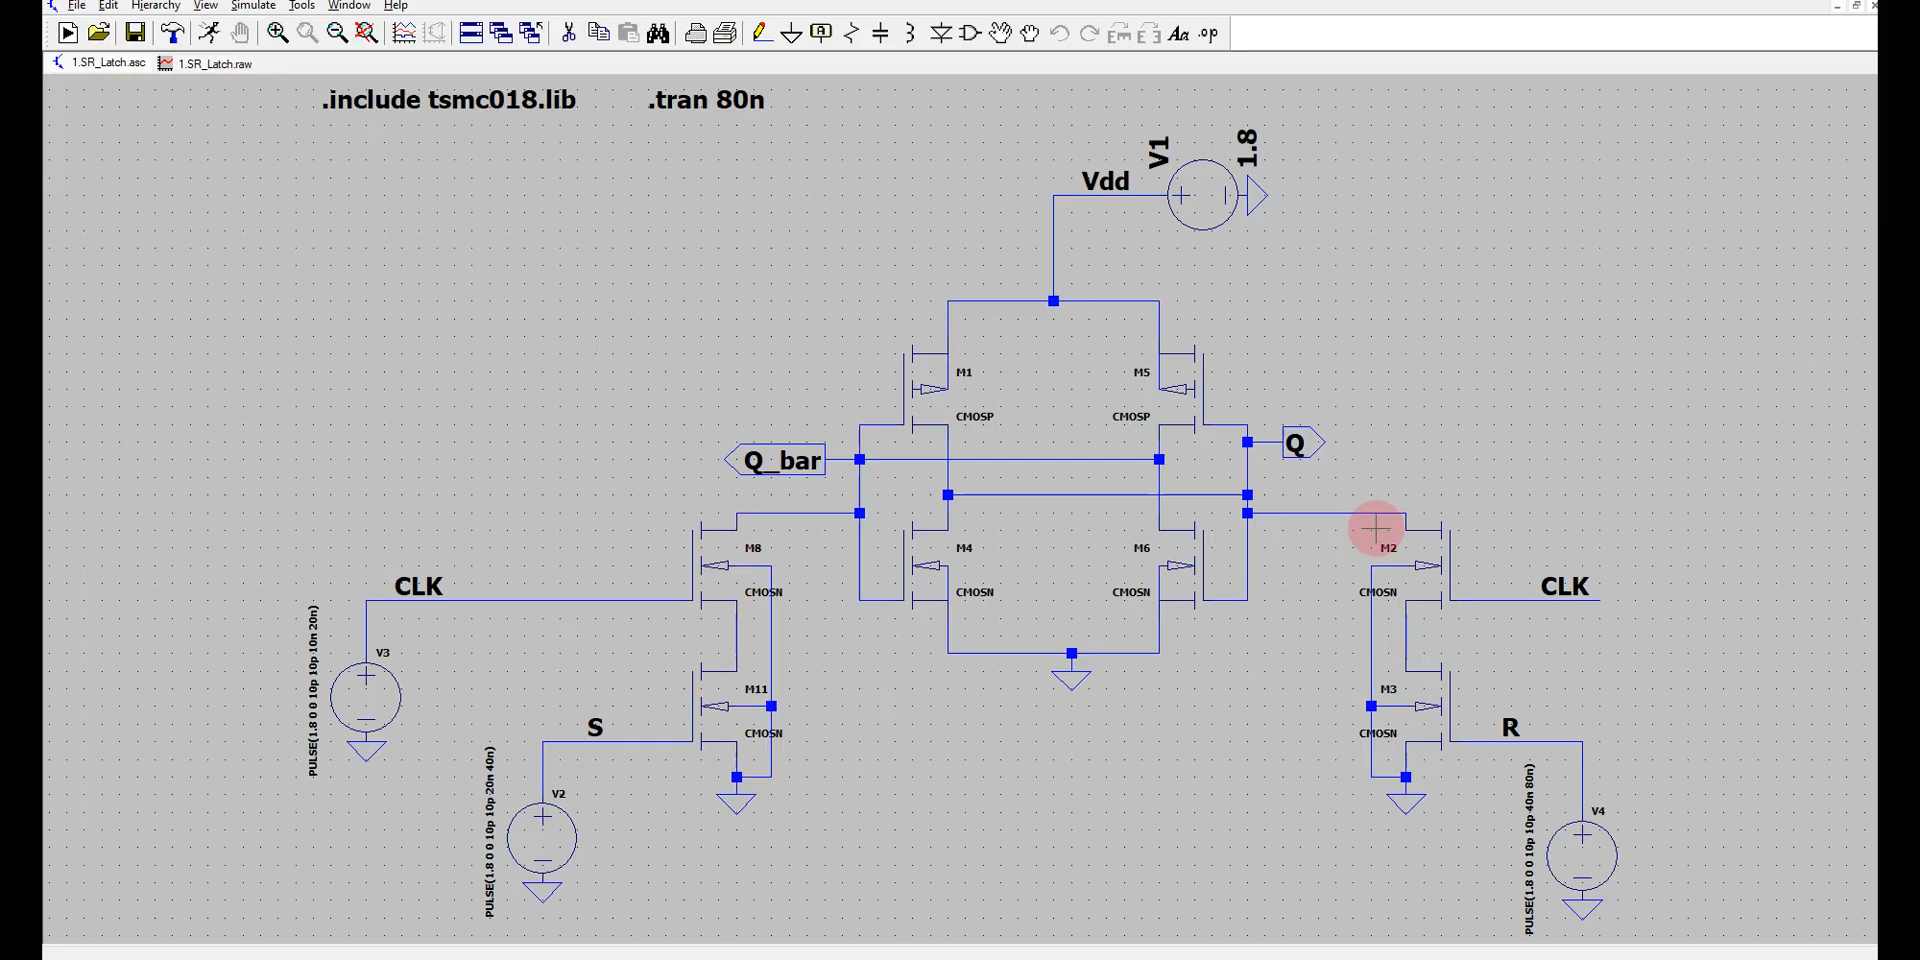 File Edit Hierarchy View Simulate Tools Window Help
A Aa .op
1.SR_Latch.asc 1.SR_Latch.raw
.include tsmc018.lib .tran 80n
V1
1.8
Vdd
M1
M5
CMOSP
CMOSP
Q_bar
Q
M8
M4
M6
M2
CLK
CMOSN
CMOSN
CMOSN
CMOSN
CLK
V3
PULSE(1.8 0 0 10p 10p 10n 20n)
M11
M3
S
CMOSN
CMOSN
R
V2
PULSE(1.8 0 0 10p 10p 20n 40n)
V4
PULSE(1.8 0 0 10p 10p 40n 80n)